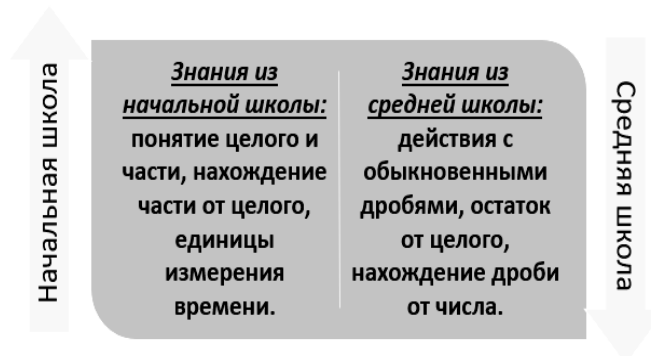 Начальная школа
Знания из
начальной школы:
понятие целого и
части, нахождение
части от целого,
единицы
измерения
времени.
Знания из
средней школы:
действия с
обыкновенными
дробями, остаток
от целого,
нахождение дроби
от числа.
Средняя школа